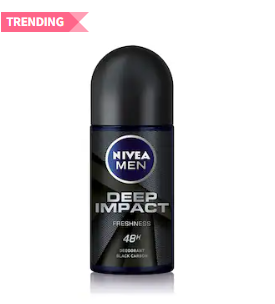 TRENDING
NIVEA
MEN
DEEP
IMPACT
FRESHNESS
48H
DEODORANT
BLACK CARBON